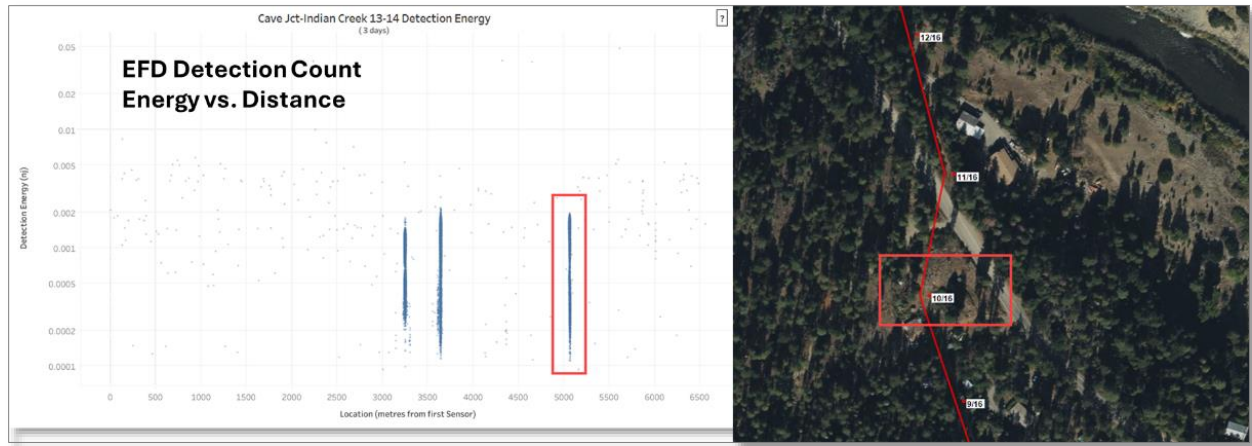 Cave Jct-Indian Creek 13-14 Detection Energy
( 3 days)
?
EFD Detection Count
Energy vs. Distance
Detection Energy (nj)
0.05
0.02
0.01
0.005
0.002
0.001
0.0005
0.0002
0.0001
0 500 1000 1500 2000 2500 3000 3500 4000 4500 5000 5500 6000 6500
Location (metres from first Sensor)
12/16
11/16
10/16
9/16